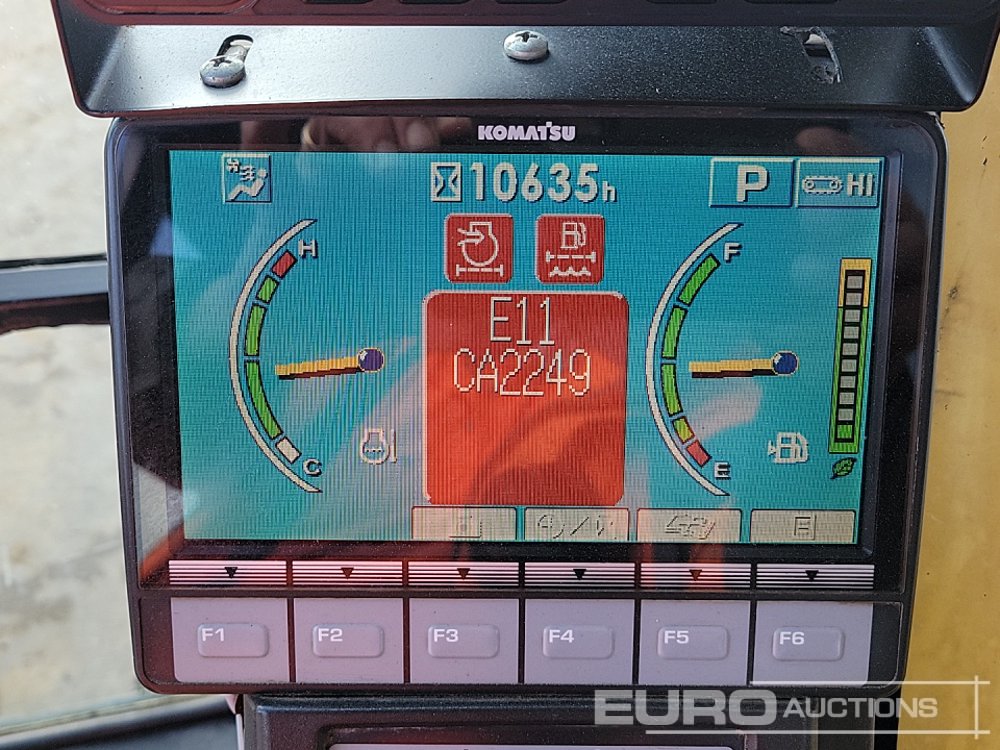 KOMATSU
10635h
P
HI
H
F
E11
CA2249
C
E
F1 F2 F3 F4 F5 F6
EURO AUCTIONS